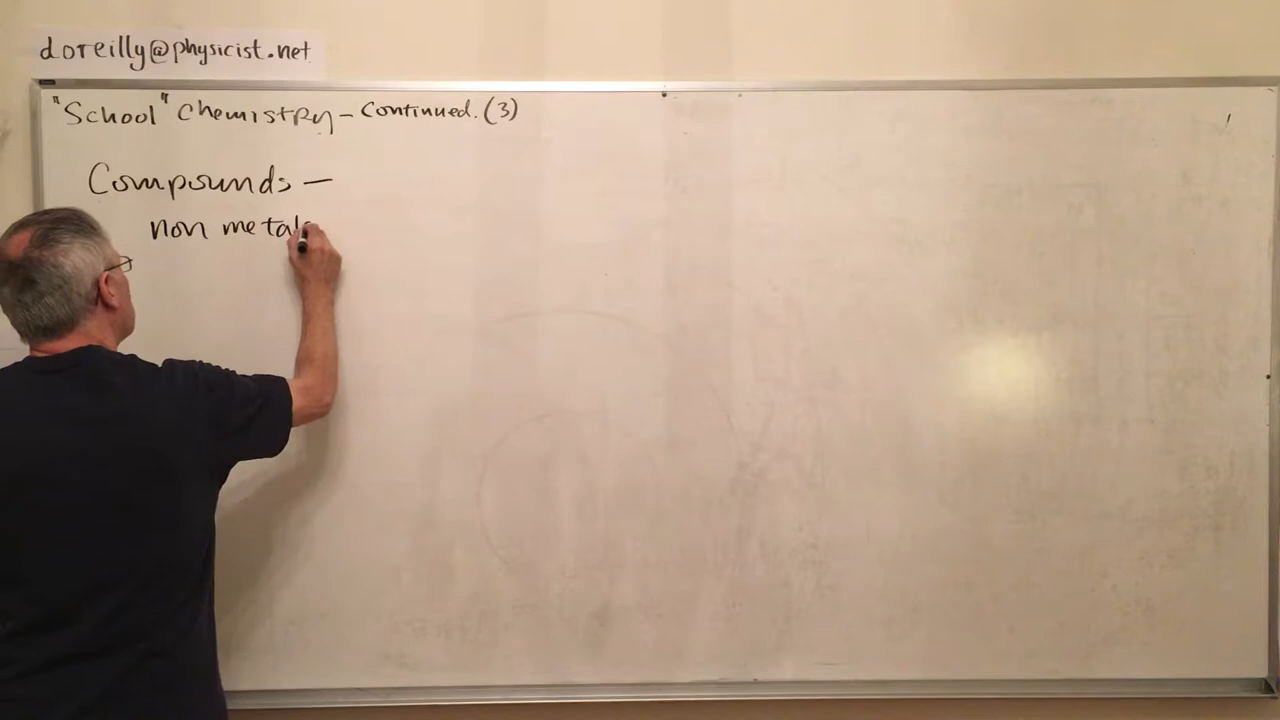 doreilly@physicist.net
"School" Chemistry - Continued. (3)
Compounds -
non metals